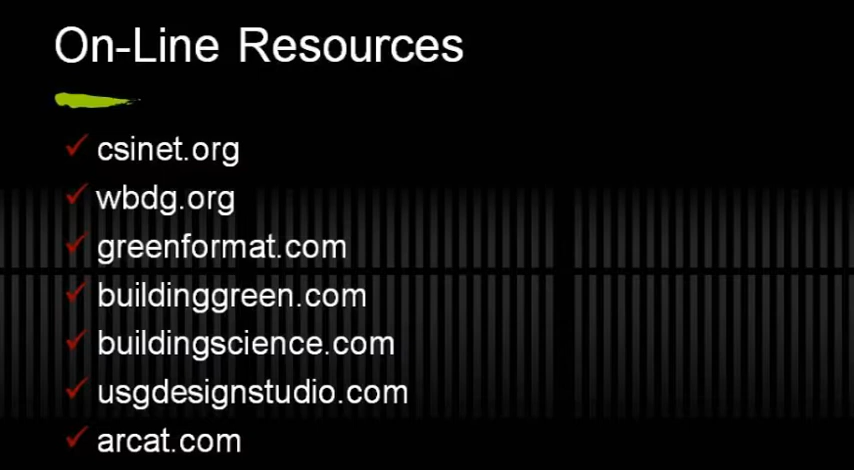 On-Line Resources
csinet.org
wbdg.org
greenformat.com
buildinggreen.com
buildingscience.com
usgdesignstudio.com
arcat.com